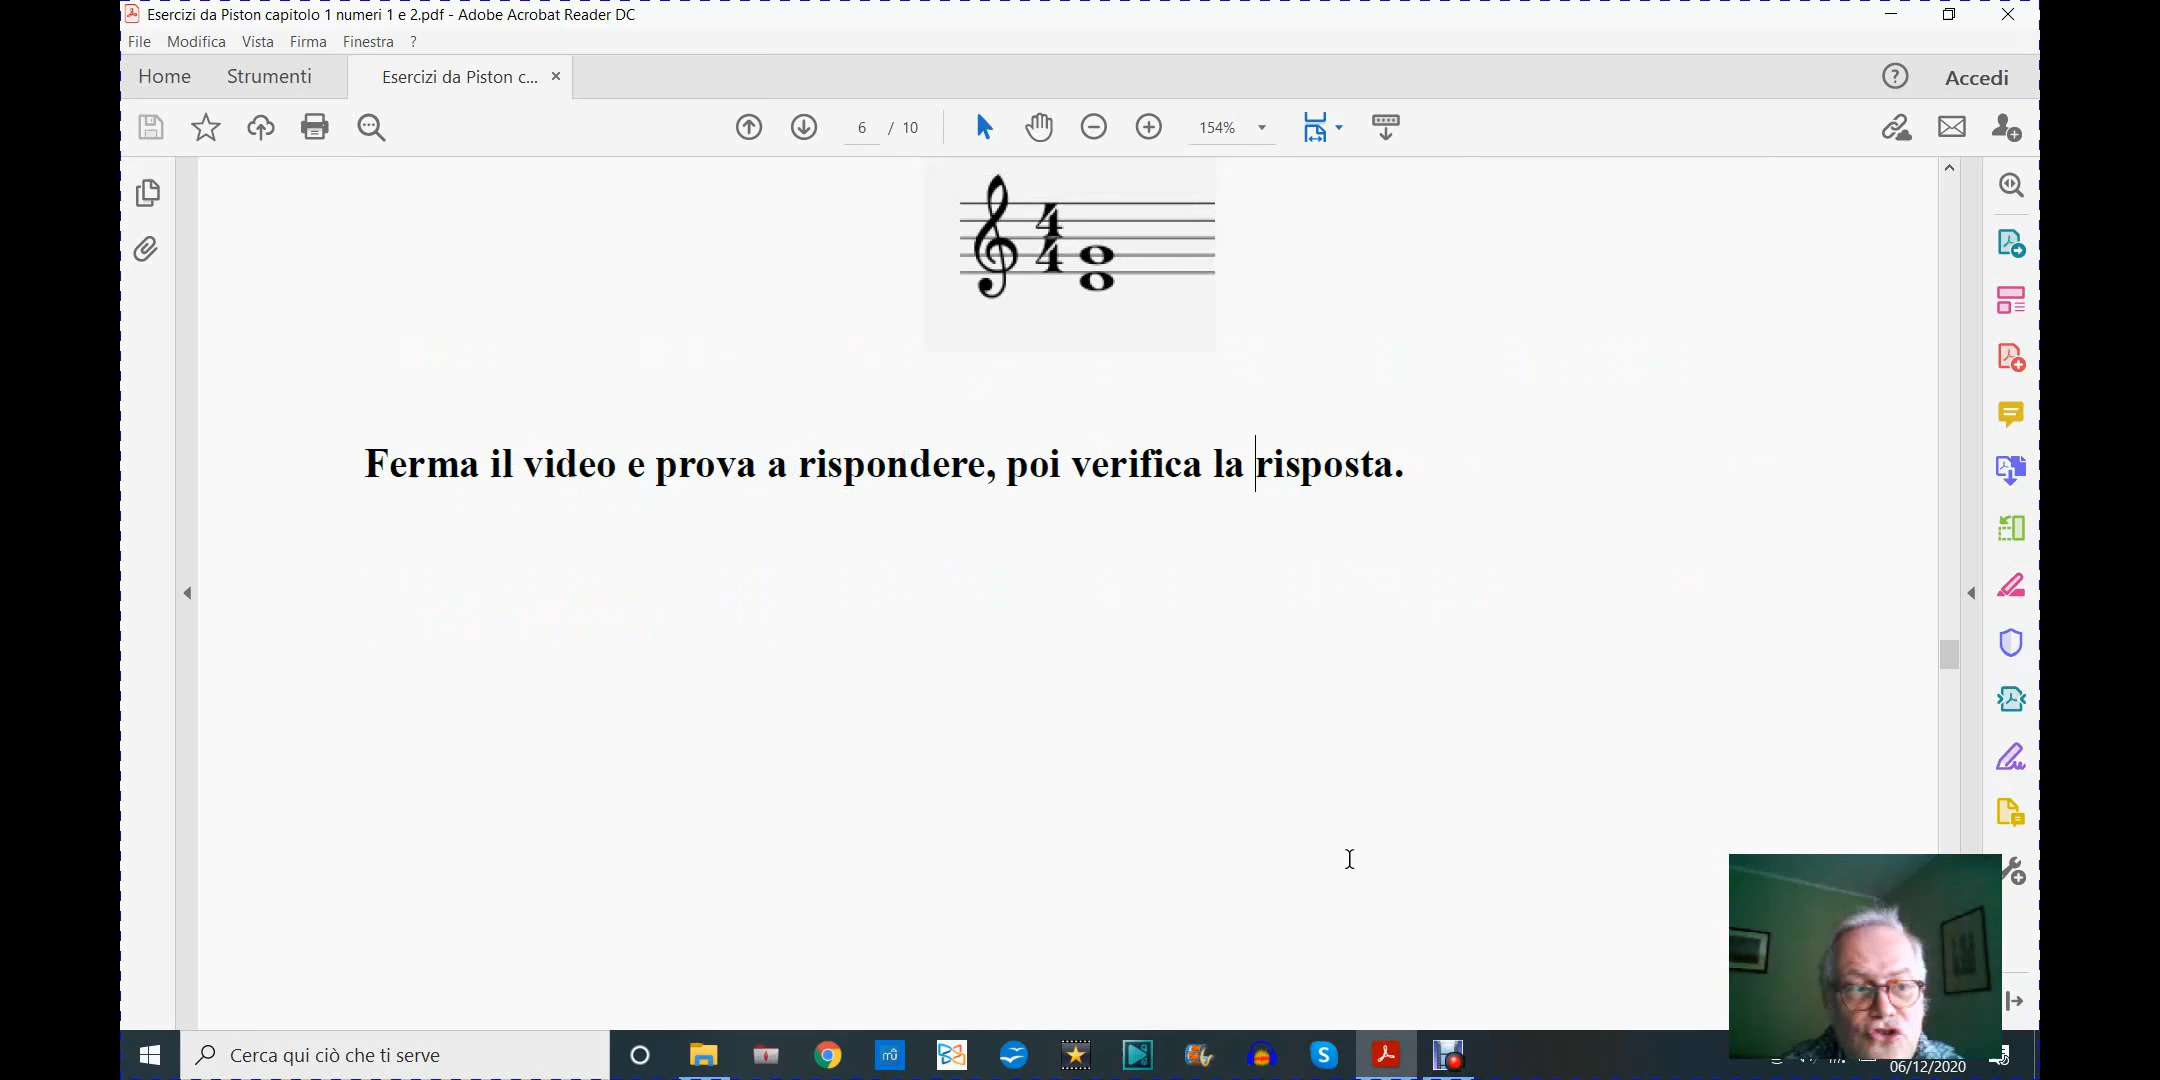 Esercizi da Piston capitolo 1 numeri 1 e 2.pdf - Adobe Acrobat Reader DC
File Modifica Vista Firma Finestra ?
Home Strumenti Esercizi da Piston c... × Accedi
6 / 10 154%
4
4
Ferma il video e prova a rispondere, poi verifica la risposta.
Cerca qui ciò che ti serve
06/12/2020